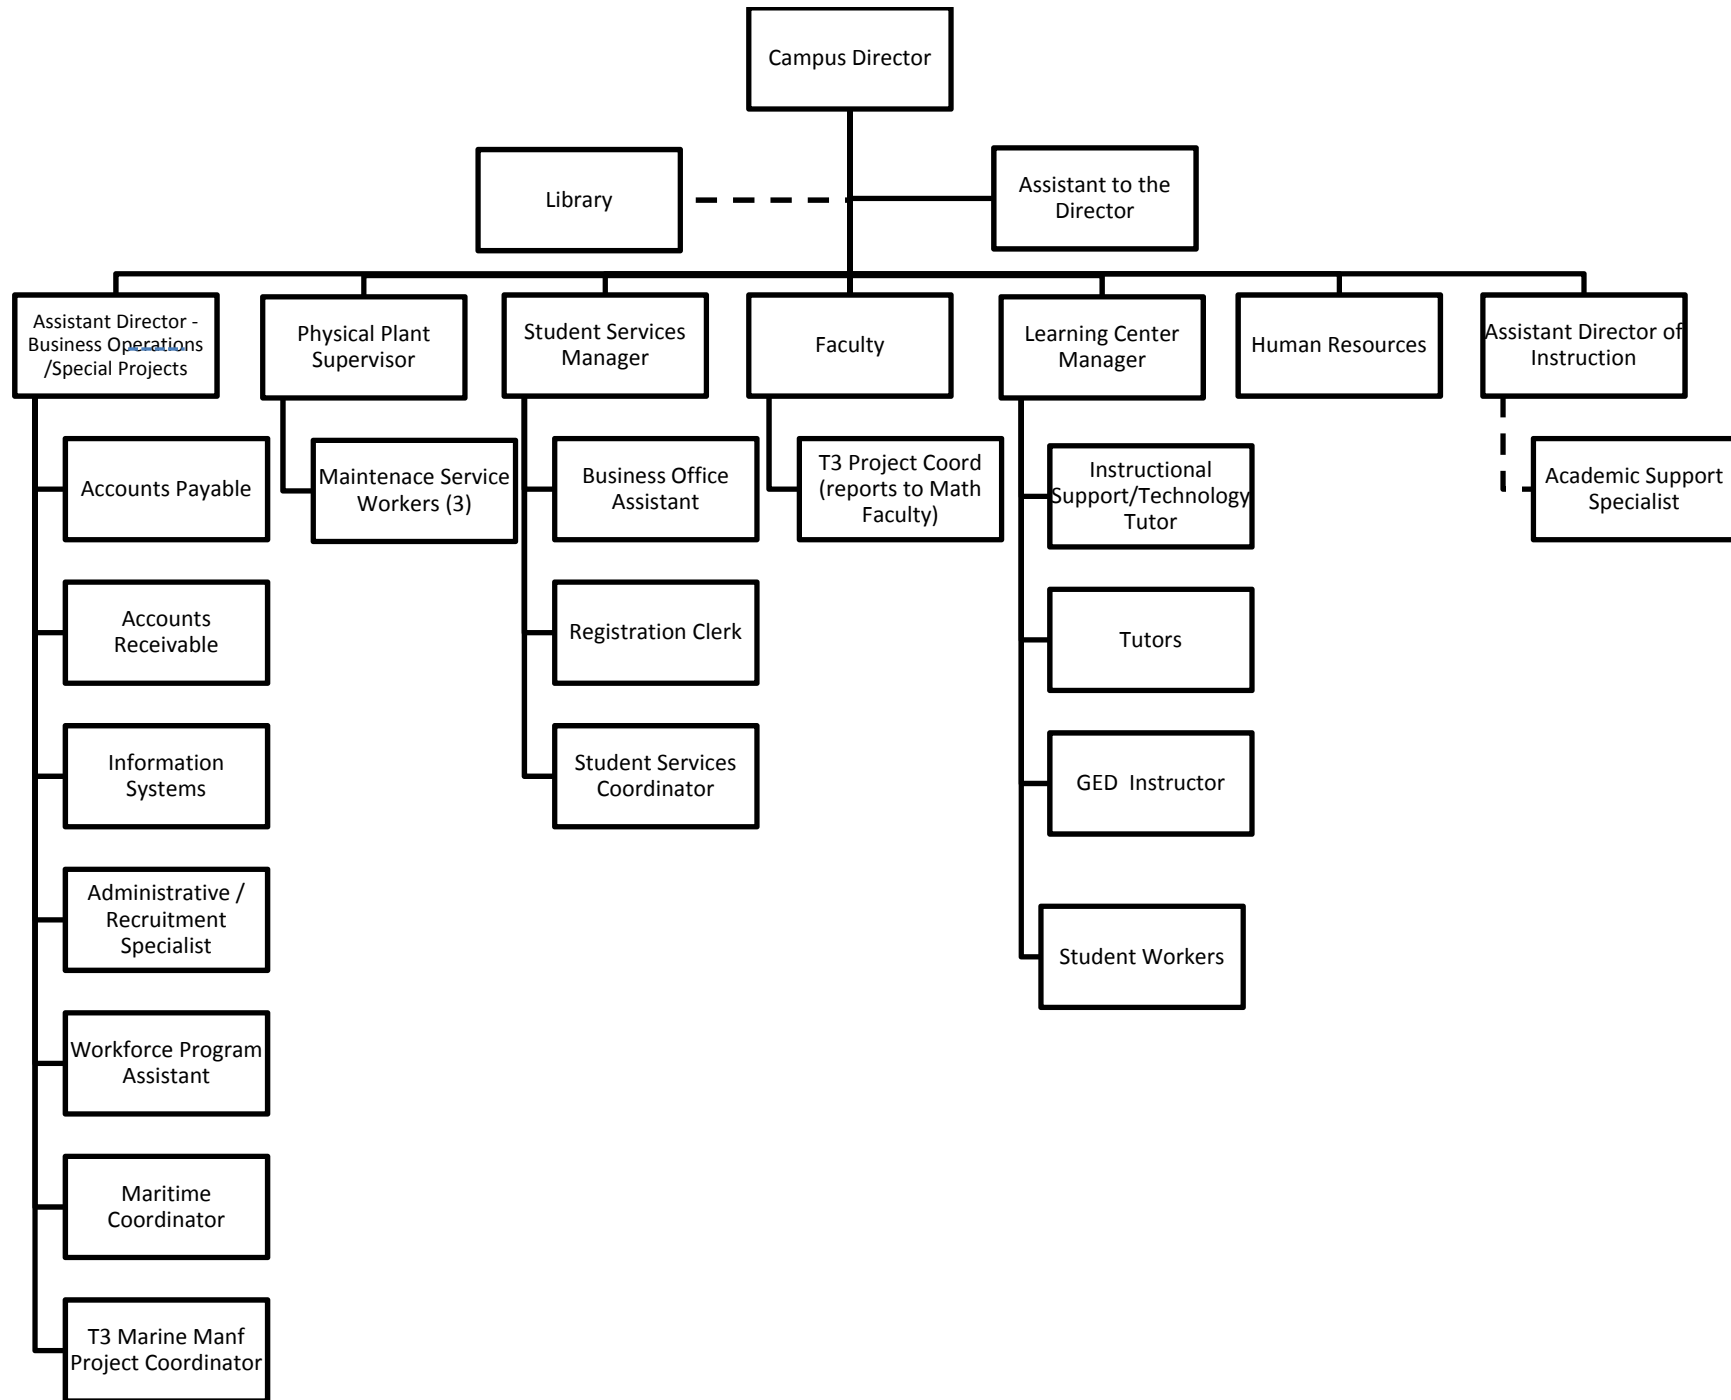 Campus Director
Library
Assistant to the
Director
Assistant Director -
Business Operations
/Special Projects
Physical Plant
Supervisor
Student Services
Manager
Faculty
Learning Center
Manager
Human Resources
Assistant Director of
Instruction
Accounts Payable
Accounts
Receivable
Information
Systems
Administrative /
Recruitment
Specialist
Workforce Program
Assistant
Maritime
Coordinator
T3 Marine Manf
Project Coordinator
Maintenace Service
Workers (3)
Business Office
Assistant
Registration Clerk
Student Services
Coordinator
T3 Project Coord
(reports to Math
Faculty)
Instructional
Support/Technology
Tutor
Tutors
GED  Instructor
Student Workers
Academic Support
Specialist